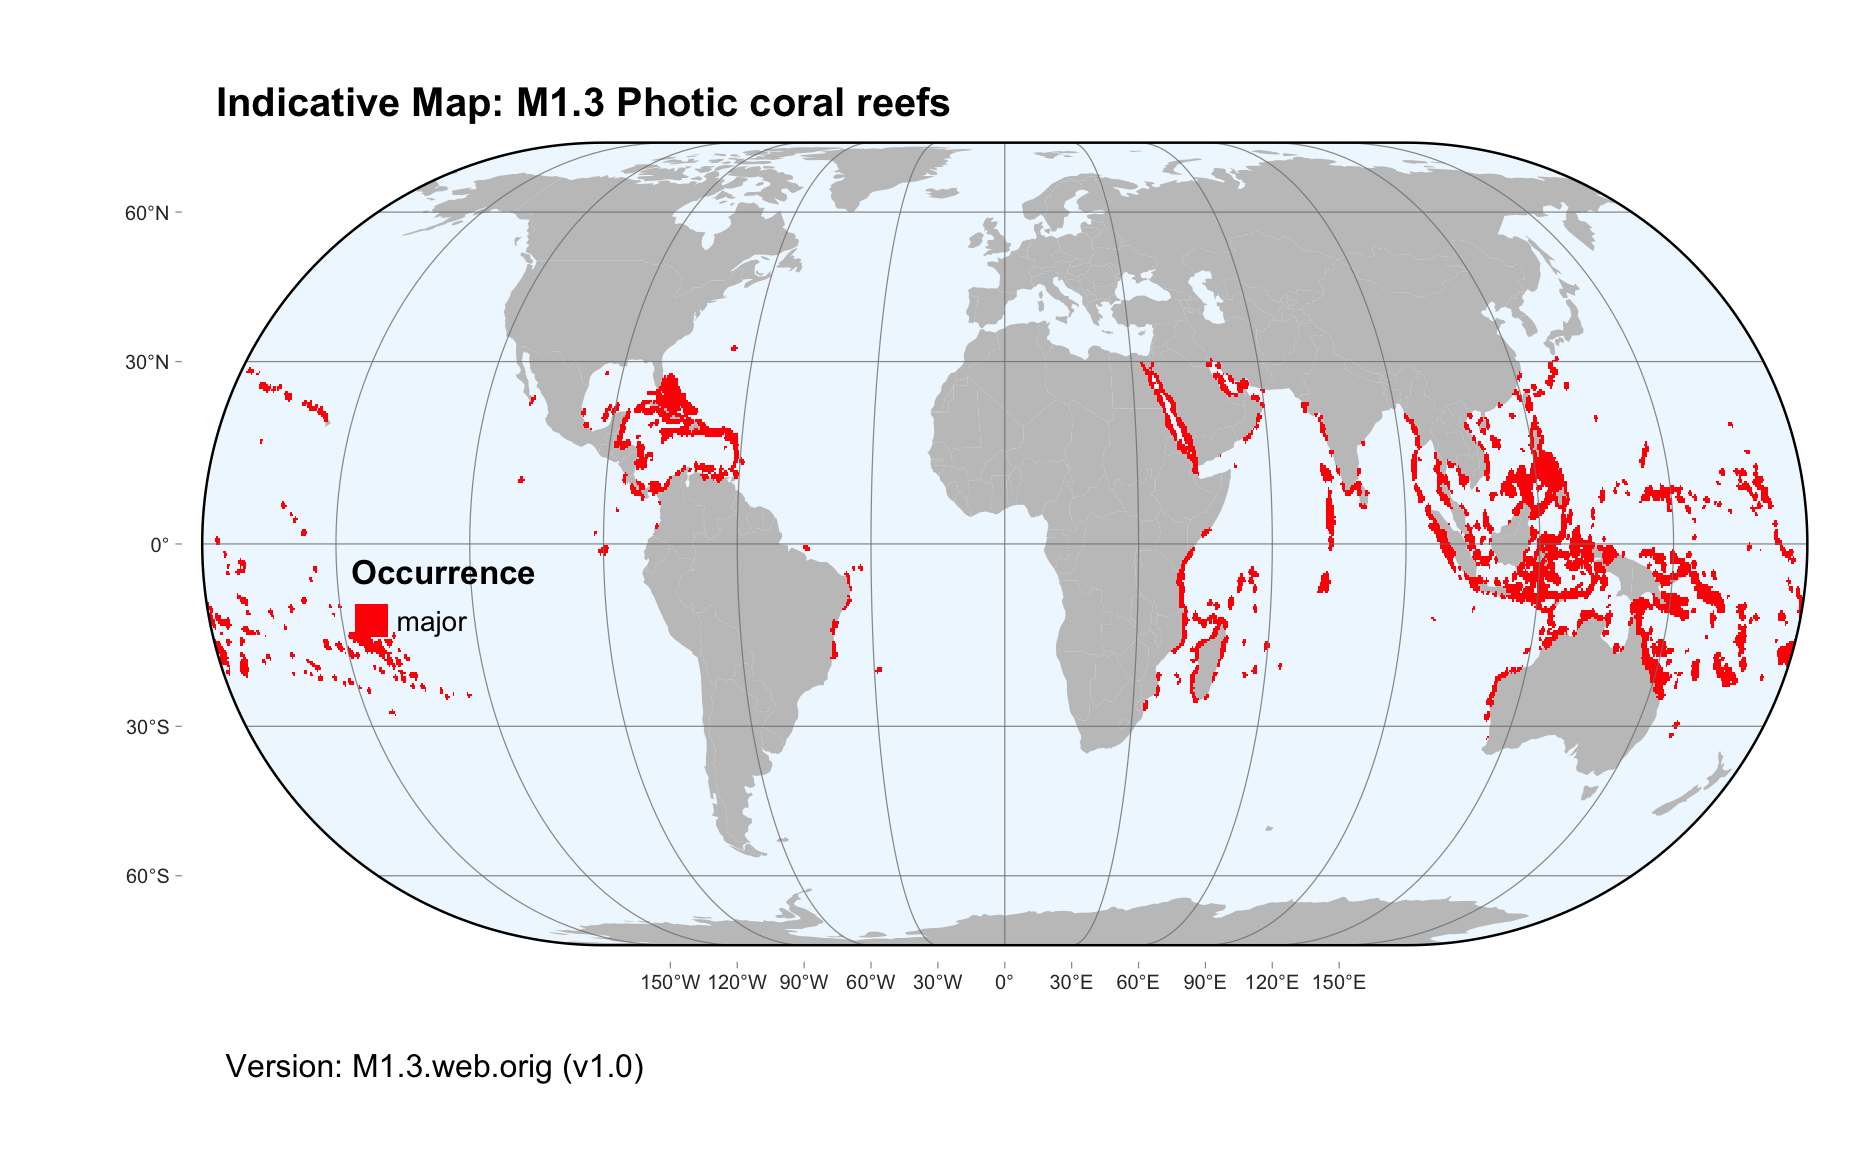 Indicative Map: M1.3 Photic coral reefs
60°N
30°N
0°
30°S
60°S
Occurrence
major
150°W 120°W 90°W 60°W 30°W 0° 30°E 60°E 90°E 120°E 150°E
Version: M1.3.web.orig (v1.0)